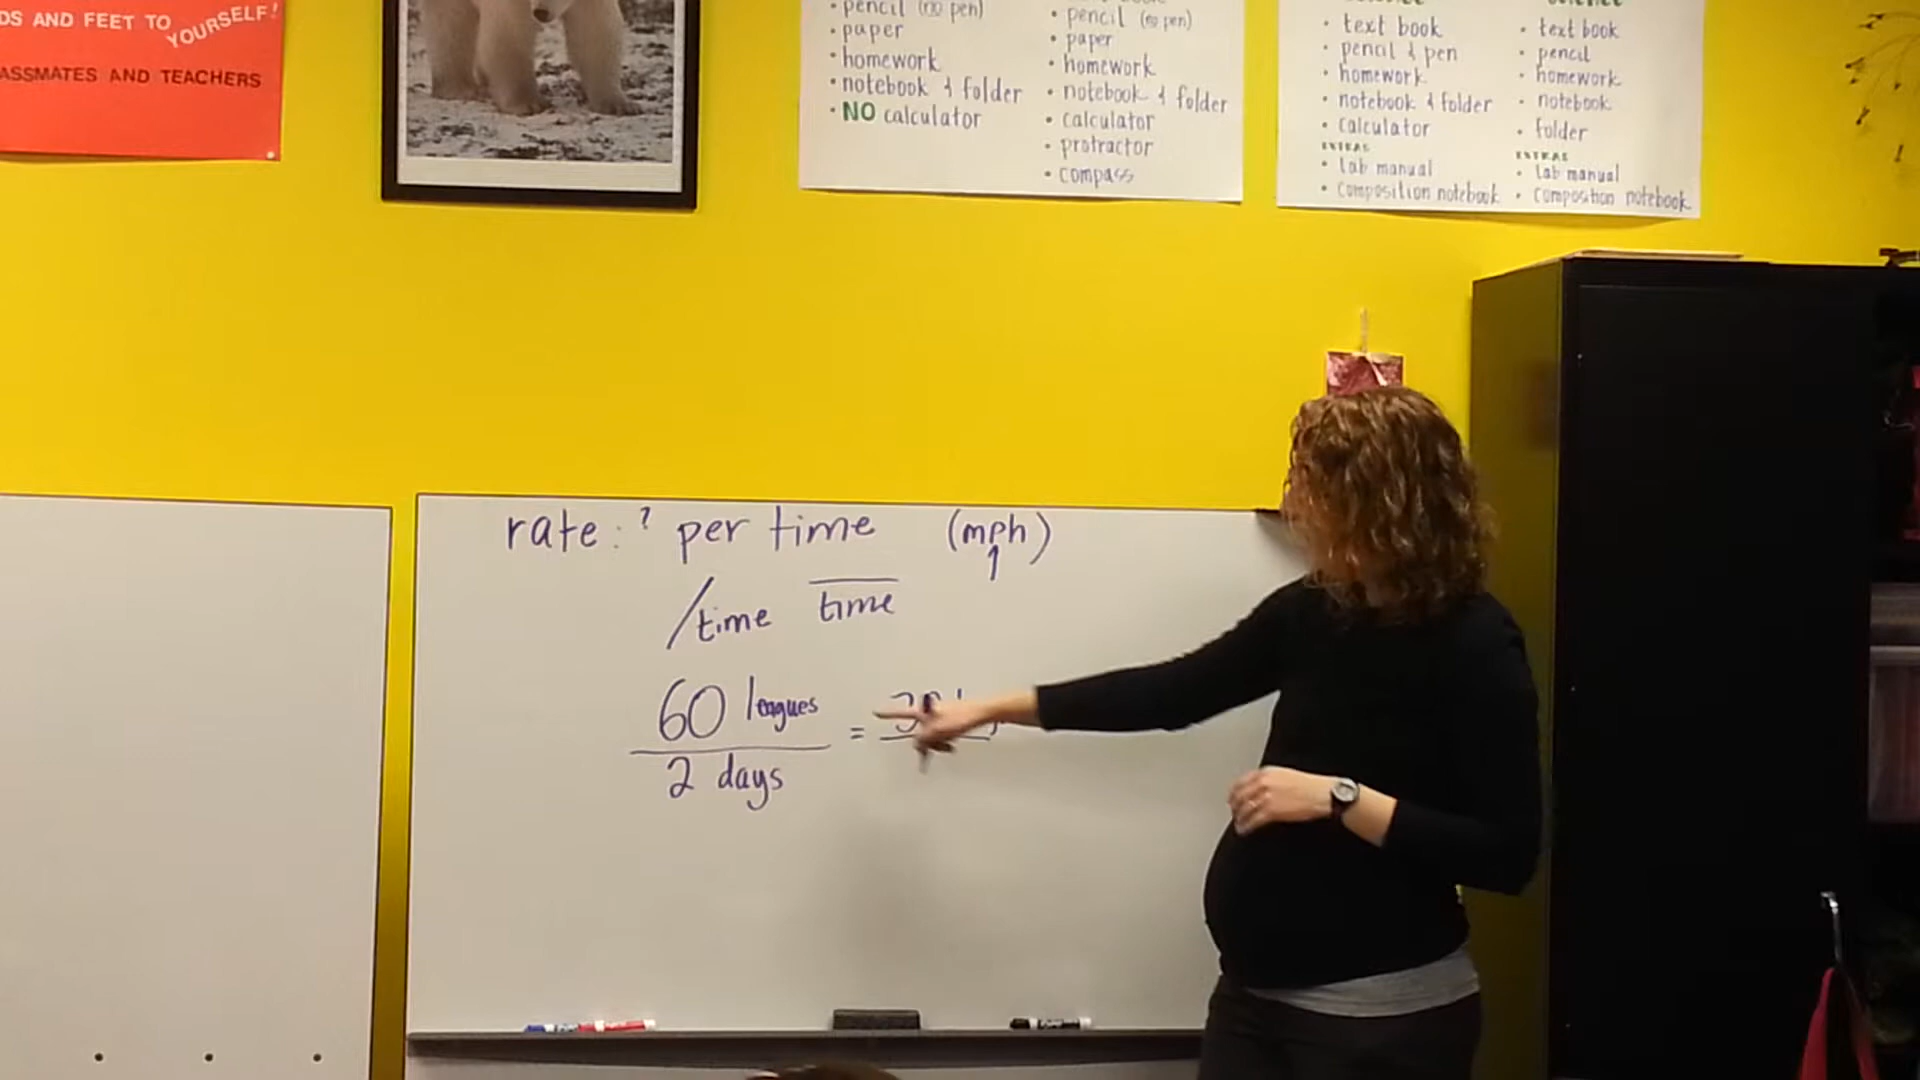 DS AND FEET TO YOURSELF!
ASSMATES AND TEACHERS
• pencil (no pen)
• paper
• homework
• notebook & folder
• NO calculator
• pencil (no pen)
• paper
• homework
• notebook & folder
• calculator
• protractor
• compass
• text book
• pencil & pen
• homework
• notebook & folder
• calculator
EXTRAS
• lab manual
• composition notebook
• text book
• pencil
• homework
• notebook
• folder
EXTRAS
• lab manual
• composition notebook
rate: ? per time (mph)
/time time
60 leagues
=
2 days